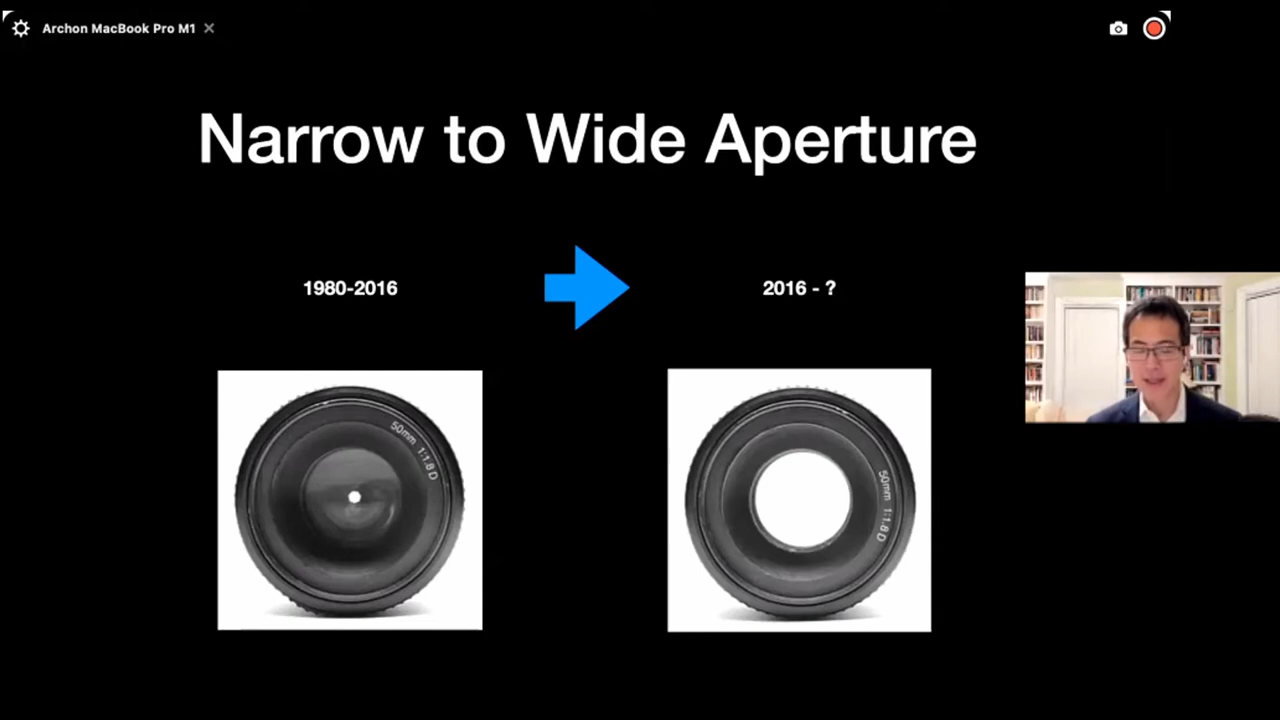 Archon MacBook Pro M1
Narrow to Wide Aperture
1980-2016
2016 - ?
50mm 1:1.8 D
50mm 1:1.8 D